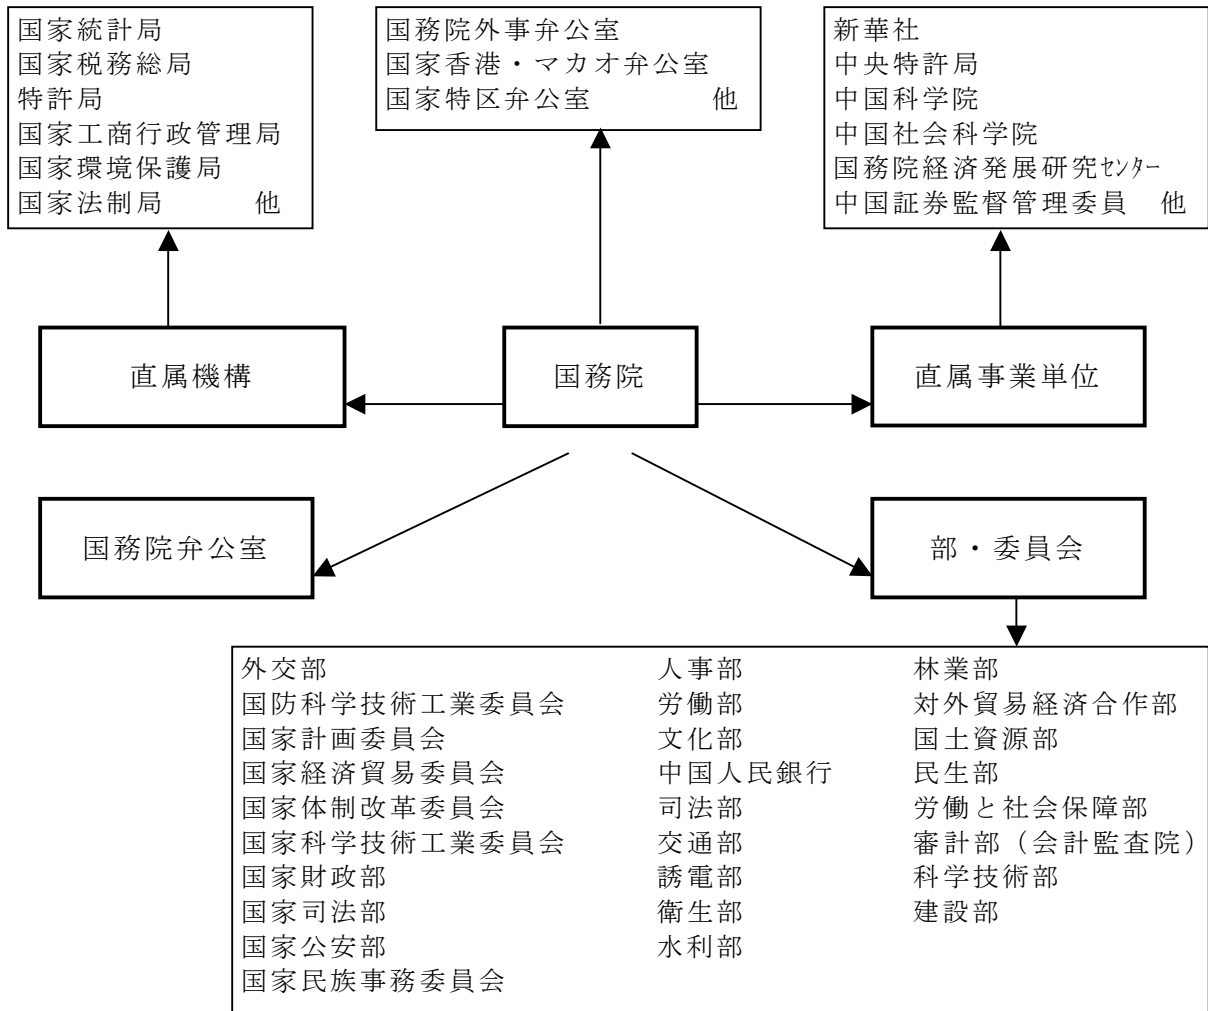 国家統計局
国家税務総局
特許局
国家工商行政管理局
国家環境保護局
国家法制局 他
国務院外事弁公室
国家香港・マカオ弁公室
国家特区弁公室 他
新華社
中央特許局
中国科学院
中国社会科学院
国務院経済発展研究ｾﾝﾀｰ
中国証券監督管理委員 他
直属機構
国務院
直属事業単位
国務院弁公室
部・委員会
外交部
国防科学技術工業委員会
国家計画委員会
国家経済貿易委員会
国家体制改革委員会
国家科学技術工業委員会
国家財政部
国家司法部
国家公安部
国家民族事務委員会
人事部
労働部
文化部
中国人民銀行
司法部
交通部
誘電部
衛生部
水利部
林業部
対外貿易経済合作部
国土資源部
民生部
労働と社会保障部
審計部（会計監査院）
科学技術部
建設部